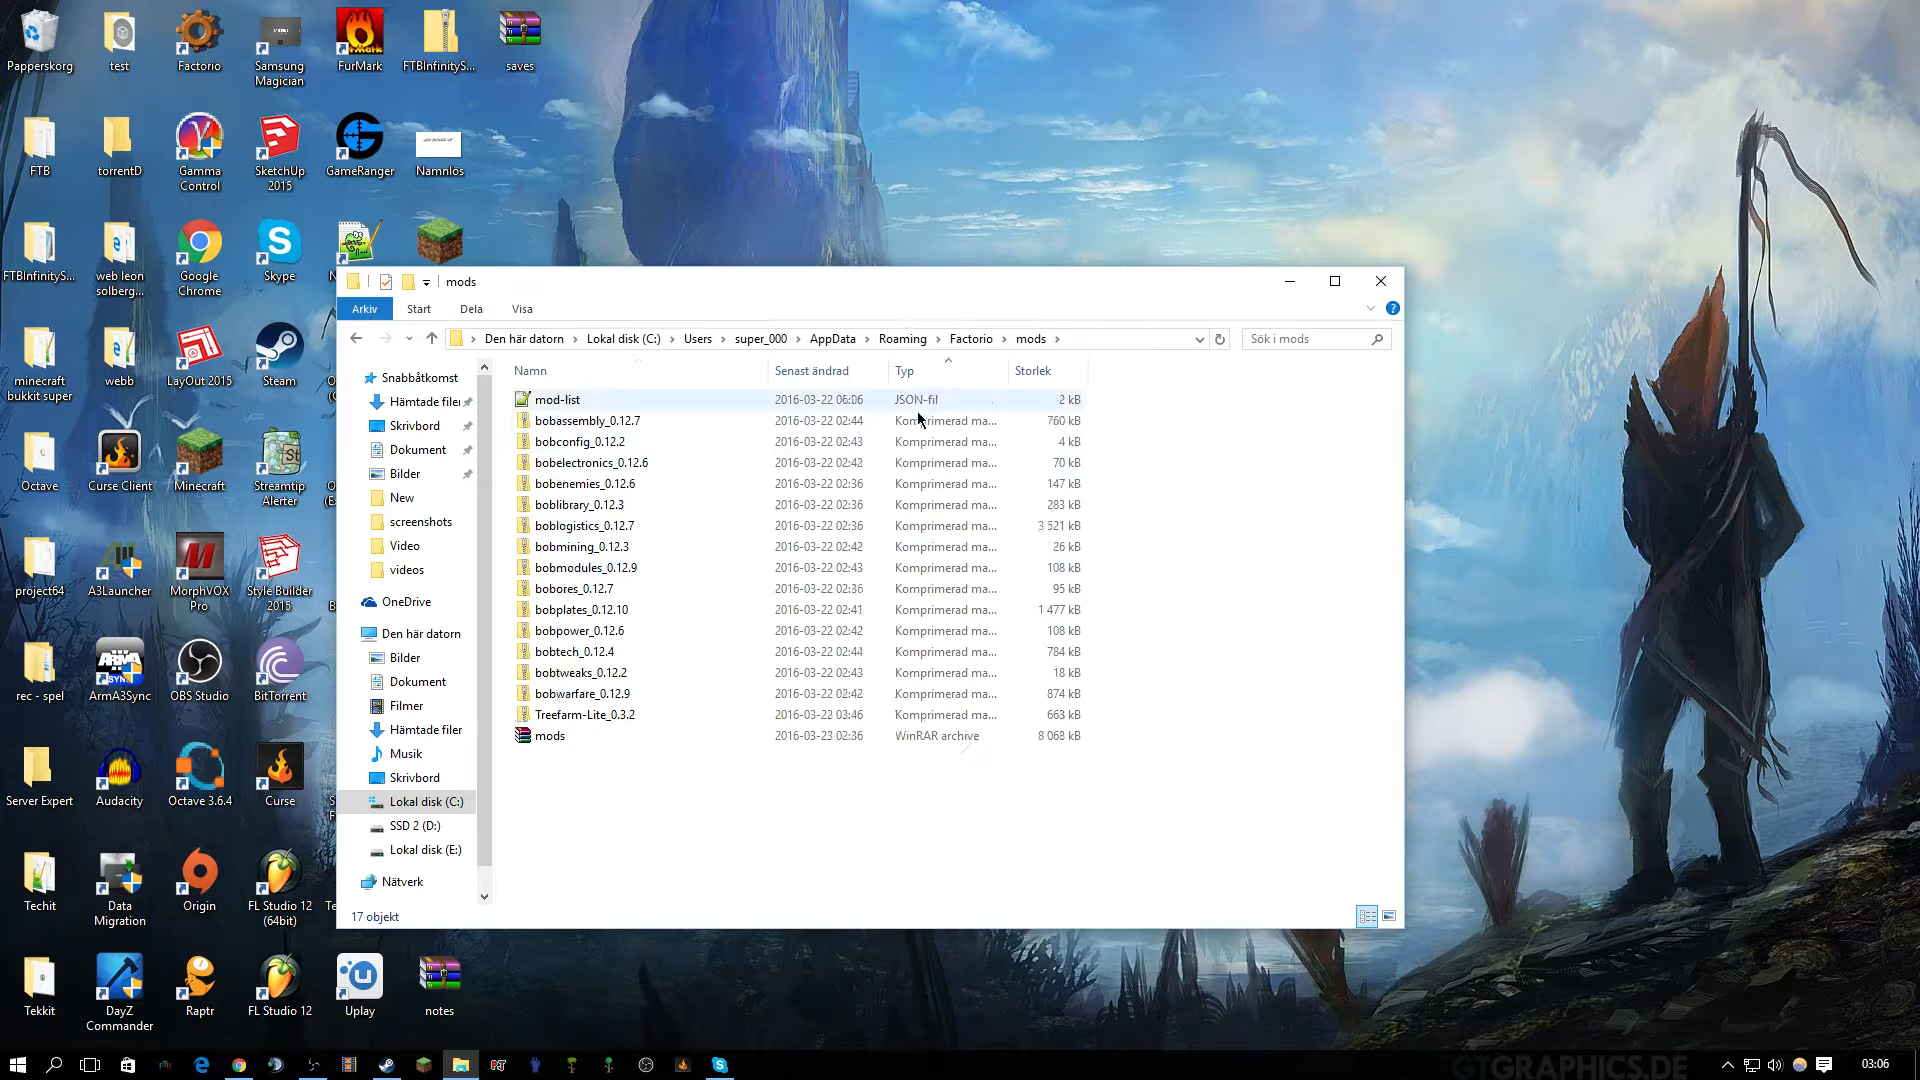 Papperskorg
test
Factorio
Samsung
Magician
FurMark
FTBInfinityS...
saves
FTB
torrentD
Gamma
Control
SketchUp
2015
GameRanger
Namnlös
FTBInfinityS...
web leon
solberg...
Google
Chrome
Skype
minecraft
bukkit super
webb
LayOut 2015
Steam
Octave
Curse Client
Minecraft
Streamtip
Alerter
project64
A3Launcher
MorphVOX
Pro
Style Builder
2015
rec - spel
ArmA3Sync
OBS Studio
BitTorrent
Server Expert
Audacity
Octave 3.6.4
Curse
Techit
Data
Migration
Origin
FL Studio 12
(64bit)
Tekkit
DayZ
Commander
Raptr
FL Studio 12
Uplay
notes
mods
Arkiv Start Dela Visa
Den här datorn Lokal disk (C:) Users super_000 AppData Roaming Factorio mods
Sök i mods
Snabbåtkomst
Hämtade filer
Skrivbord
Dokument
Bilder
New
screenshots
Video
videos
OneDrive
Den här datorn
Bilder
Dokument
Filmer
Hämtade filer
Musik
Skrivbord
Lokal disk (C:)
SSD 2 (D:)
Lokal disk (E:)
Nätverk
Namn Senast ändrad Typ Storlek
mod-list 2016-03-22 06:06 JSON-fil 2 kB
bobassembly_0.12.7 2016-03-22 02:44 Komprimerad ma... 760 kB
bobconfig_0.12.2 2016-03-22 02:43 Komprimerad ma... 4 kB
bobelectronics_0.12.6 2016-03-22 02:42 Komprimerad ma... 70 kB
bobenemies_0.12.6 2016-03-22 02:36 Komprimerad ma... 147 kB
boblibrary_0.12.3 2016-03-22 02:36 Komprimerad ma... 283 kB
boblogistics_0.12.7 2016-03-22 02:36 Komprimerad ma... 3 521 kB
bobmining_0.12.3 2016-03-22 02:42 Komprimerad ma... 26 kB
bobmodules_0.12.9 2016-03-22 02:43 Komprimerad ma... 108 kB
bobores_0.12.7 2016-03-22 02:36 Komprimerad ma... 95 kB
bobplates_0.12.10 2016-03-22 02:41 Komprimerad ma... 1 477 kB
bobpower_0.12.6 2016-03-22 02:42 Komprimerad ma... 108 kB
bobtech_0.12.4 2016-03-22 02:44 Komprimerad ma... 784 kB
bobtweaks_0.12.2 2016-03-22 02:43 Komprimerad ma... 18 kB
bobwarfare_0.12.9 2016-03-22 02:42 Komprimerad ma... 874 kB
Treefarm-Lite_0.3.2 2016-03-22 03:46 Komprimerad ma... 663 kB
mods 2016-03-23 02:36 WinRAR archive 8 068 kB
17 objekt
GTGRAPHICS.DE
03:06